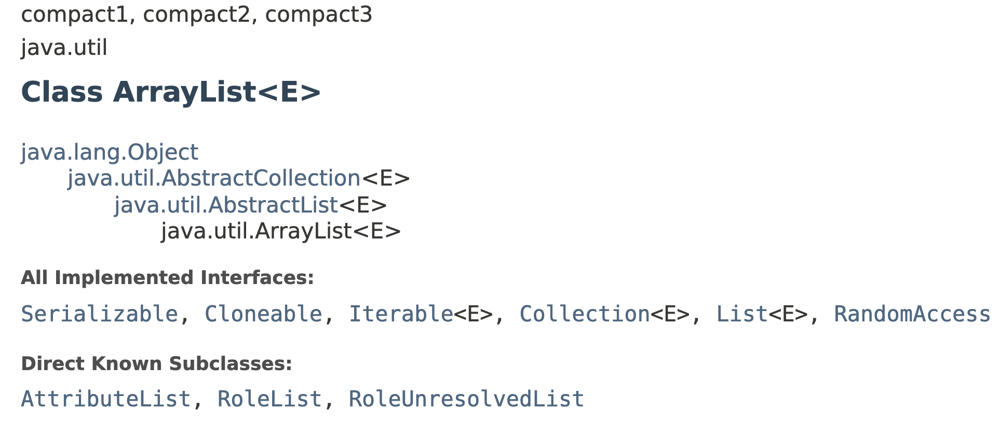 compact1, compact2, compact3
java.util
Class ArrayList<E>
java.lang.Object
java.util.AbstractCollection<E>
java.util.AbstractList<E>
java.util.ArrayList<E>
All Implemented Interfaces:
Serializable, Cloneable, Iterable<E>, Collection<E>, List<E>, RandomAccess
Direct Known Subclasses:
AttributeList, RoleList, RoleUnresolvedList